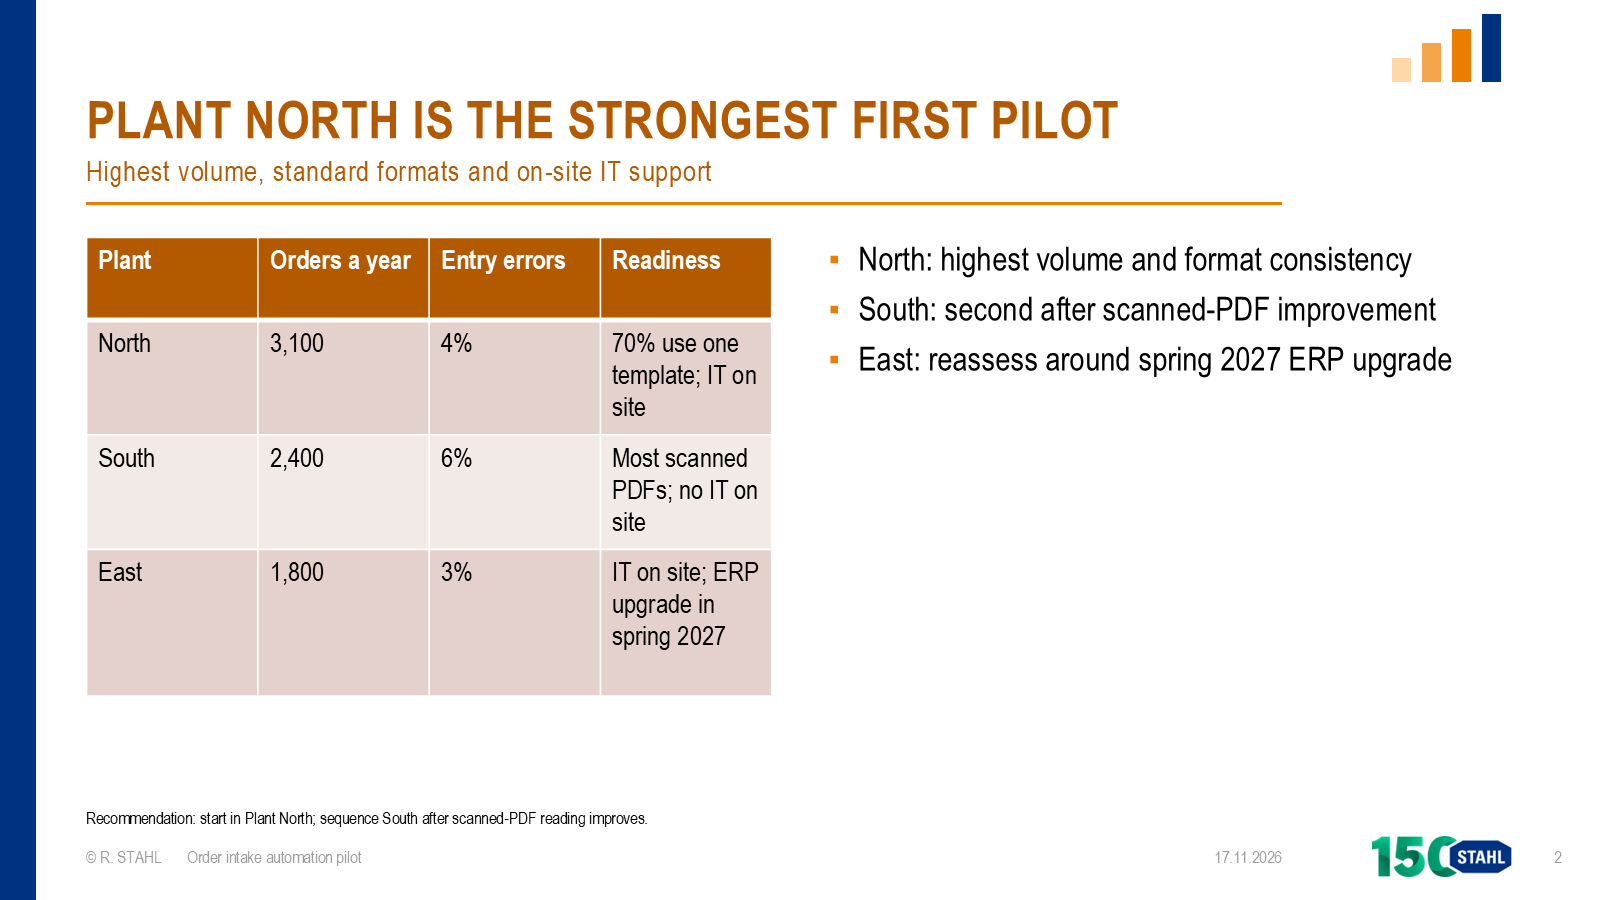 PLANT NORTH IS THE STRONGEST FIRST PILOT
Highest volume, standard formats and on-site IT support
Plant Orders a year Entry errors Readiness
North 3,100 4% 70% use one
template; IT on
site
South 2,400 6% Most scanned
PDFs; no IT on
site
East 1,800 3% IT on site; ERP
upgrade in
spring 2027
▪ North: highest volume and format consistency
▪ South: second after scanned-PDF improvement
▪ East: reassess around spring 2027 ERP upgrade
Recommendation: start in Plant North; sequence South after scanned-PDF reading improves.
© R. STAHL Order intake automation pilot 17.11.2026 150 STAHL 2